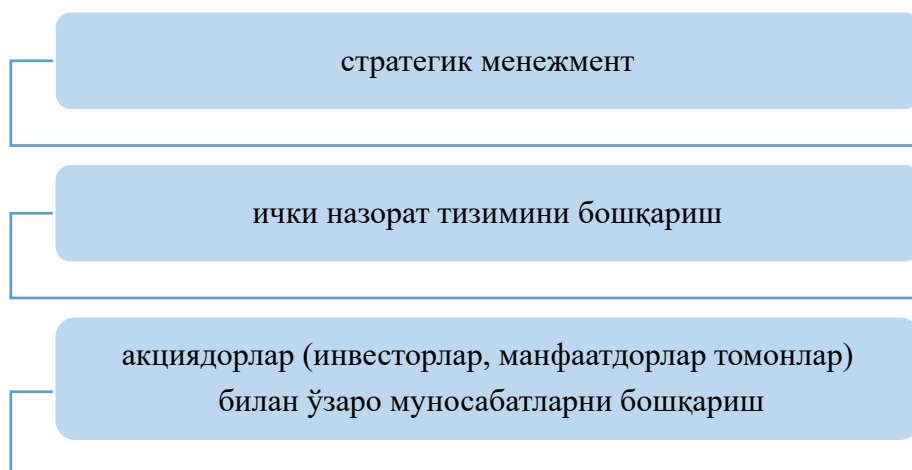 стратегик менежмент
ички назорат тизимини бошқариш
акциядорлар (инвесторлар, манфаатдорлар томонлар)
билан ўзаро муносабатларни бошқариш